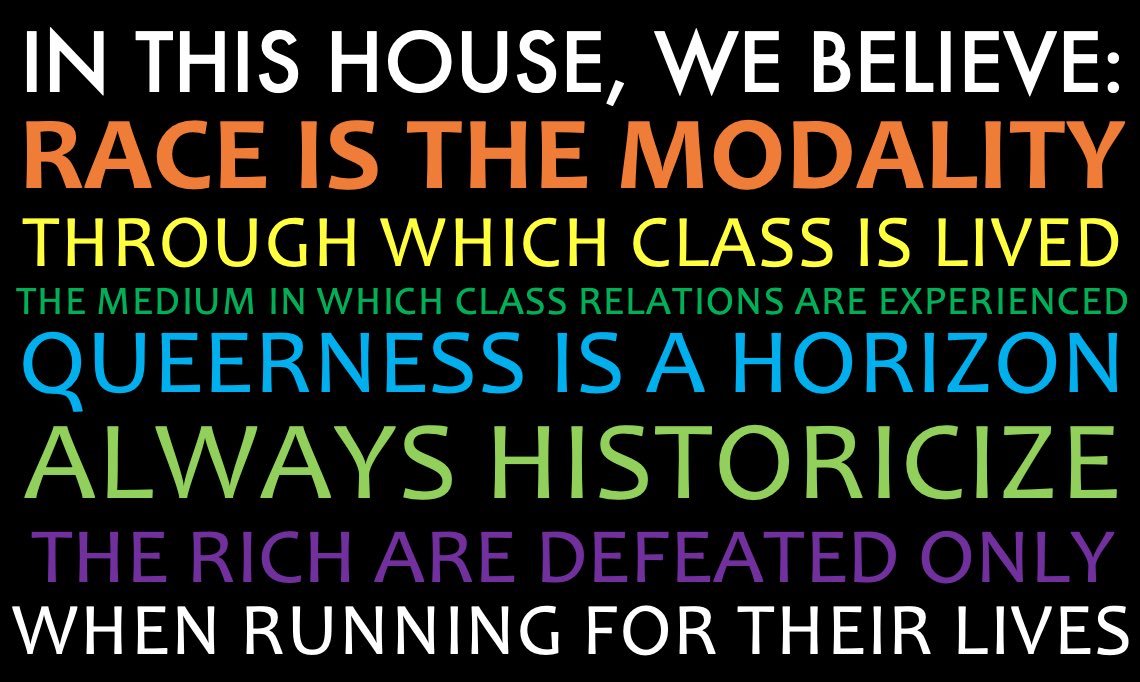 IN THIS HOUSE, WE BELIEVE:
RACE IS THE MODALITY
THROUGH WHICH CLASS IS LIVED
THE MEDIUM IN WHICH CLASS RELATIONS ARE EXPERIENCED
QUEERNESS IS A HORIZON
ALWAYS HISTORICIZE
THE RICH ARE DEFEATED ONLY
WHEN RUNNING FOR THEIR LIVES